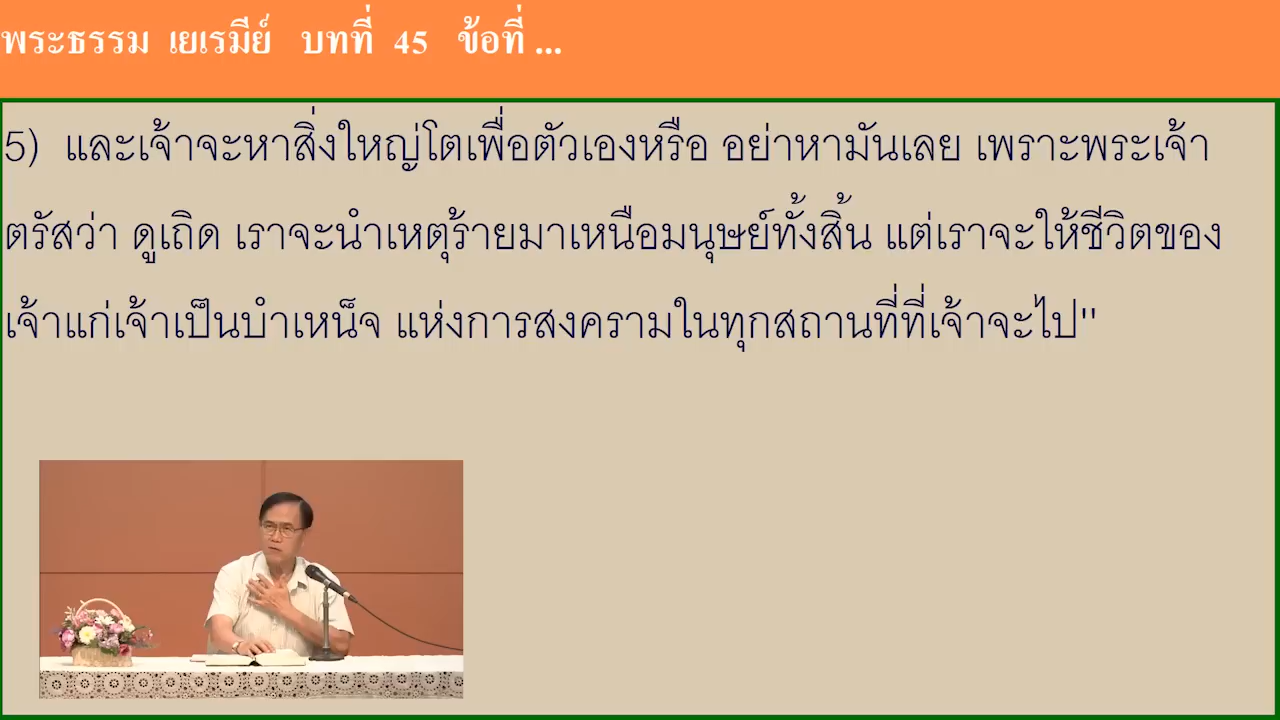 พระธรรม เยเรมีย์ บทที่ 45 ข้อที่ ...
5) และเจ้าจะหาสิ่งใหญ่โตเพื่อตัวเองหรือ อย่าหามันเลย เพราะพระเจ้า
ตรัสว่า ดูเถิด เราจะนำเหตุร้ายมาเหนือมนุษย์ทั้งสิ้น แต่เราจะให้ชีวิตของ
เจ้าแก่เจ้าเป็นบำเหน็จ แห่งการสงครามในทุกสถานที่ที่เจ้าจะไป"